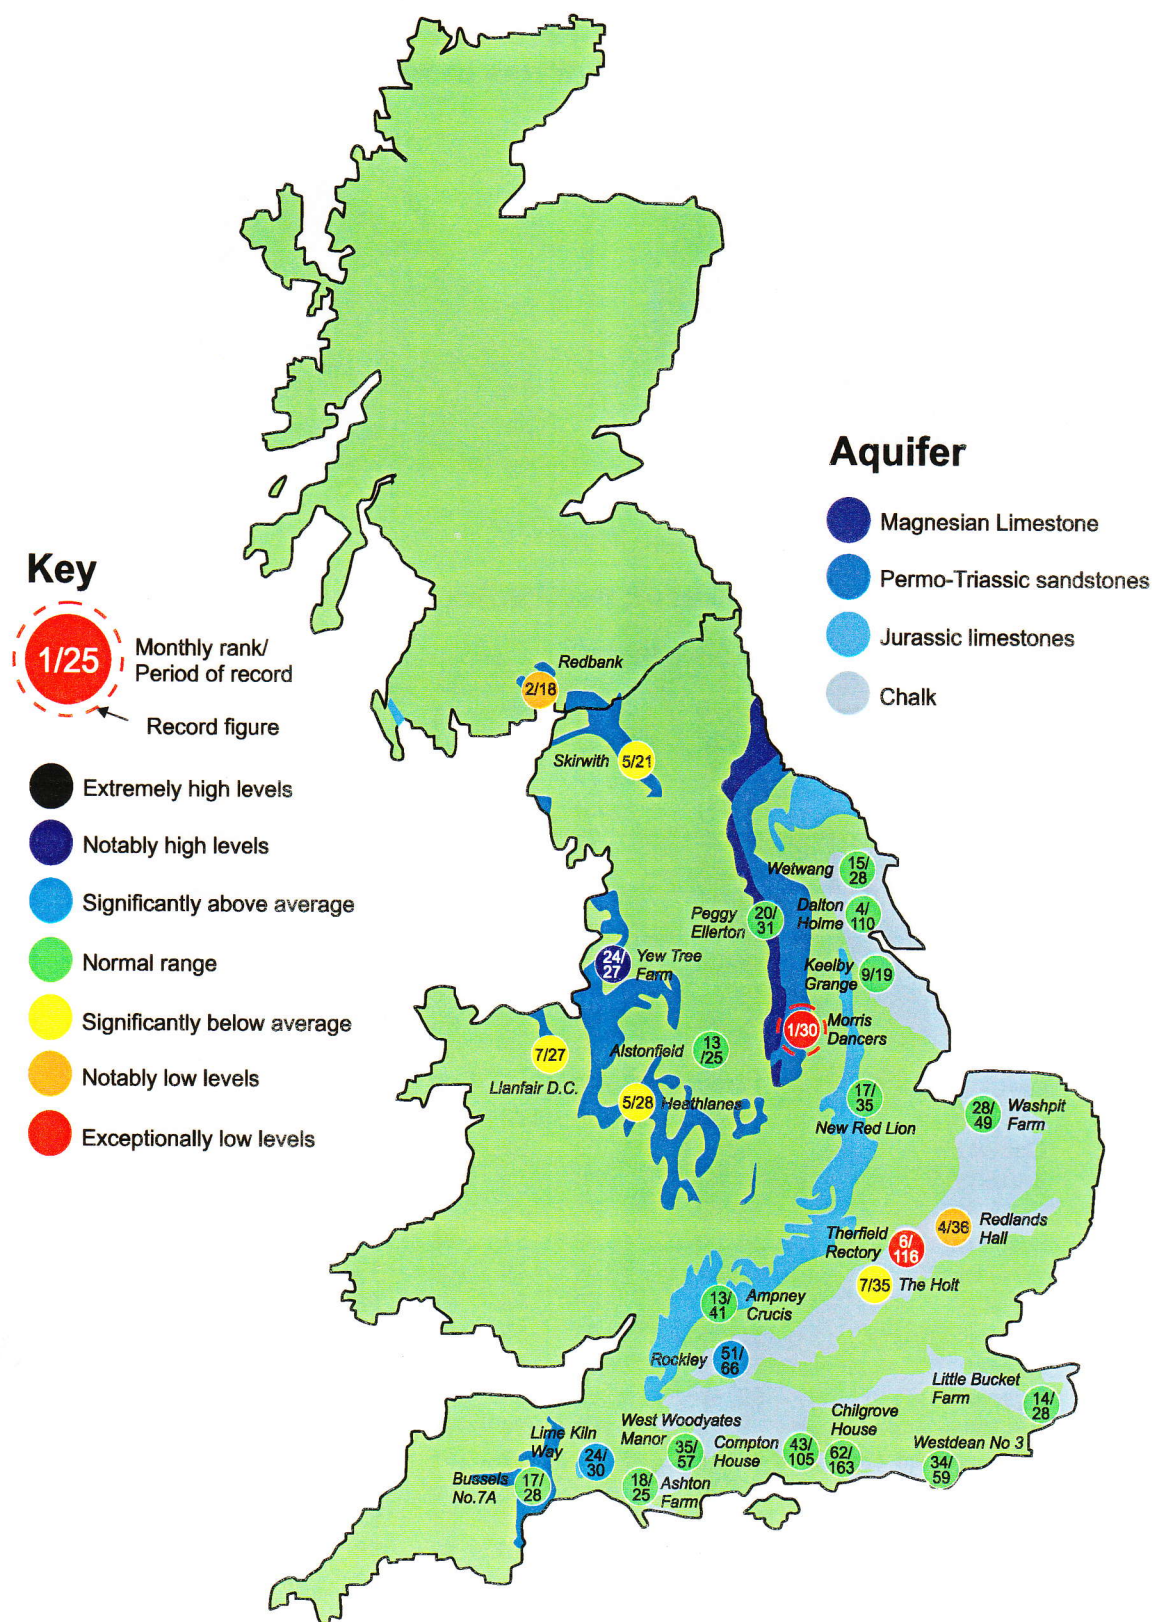 Aquifer
Magnesian Limestone
Permo-Triassic sandstones
Jurassic limestones
Chalk
Key
1/25
Monthly rank/
Period of record
Record figure
Extremely high levels
Notably high levels
Significantly above average
Normal range
Significantly below average
Notably low levels
Exceptionally low levels
Redbank
2/18
Skirwith
5/21
Wetwang
15/
28
Dalton
Holme
4/
110
Peggy
Ellerton
20/
31
Yew Tree
Farm
24/
27
Keelby
Grange
9/19
Morris
Dancers
1/30
Alstonfield
13
/25
7/27
Llanfair D.C.
5/28
Heathlanes
17/
35
New Red Lion
28/
49
Washpit
Farm
Redlands
Hall
4/36
Therfield
Rectory
6/
116
7/35
The Holt
13/
41
Ampney
Crucis
Rockley
51/
66
Little Bucket
Farm
14/
28
Chilgrove
House
62/
163
West Woodyates
Manor
35/
57
Compton
House
43/
105
Westdean No 3
34/
59
Lime Kiln
Way
24/
30
Bussels
No.7A
17/
28
18/
25
Ashton
Farm